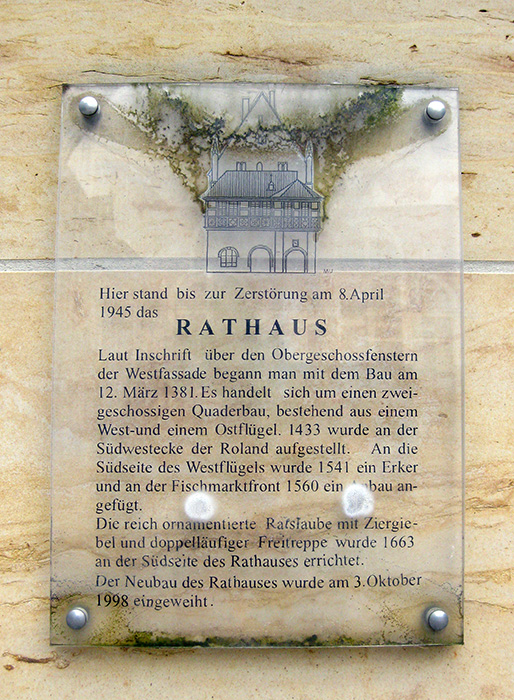 Hier stand bis zur Zerstörung am 8.April
1945 das
RATHAUS
Laut Inschrift über den Obergeschossfenstern
der Westfassade begann man mit dem Bau am
12. März 1381. Es handelt sich um einen zwei-
geschossigen Quaderbau, bestehend aus einem
West-und einem Ostflügel. 1433 wurde an der
Südwestecke der Roland aufgestellt. An die
Südseite des Westflügels wurde 1541 ein Erker
und an der Fischmarktfront 1560 ein Anbau an-
gefügt.
Die reich ornamentierte Ratslaube mit Ziergie-
bel und doppelläufiger Freitreppe wurde 1663
an der Südseite des Rathauses errichtet.
Der Neubau des Rathauses wurde am 3.Oktober
1998 eingeweiht.